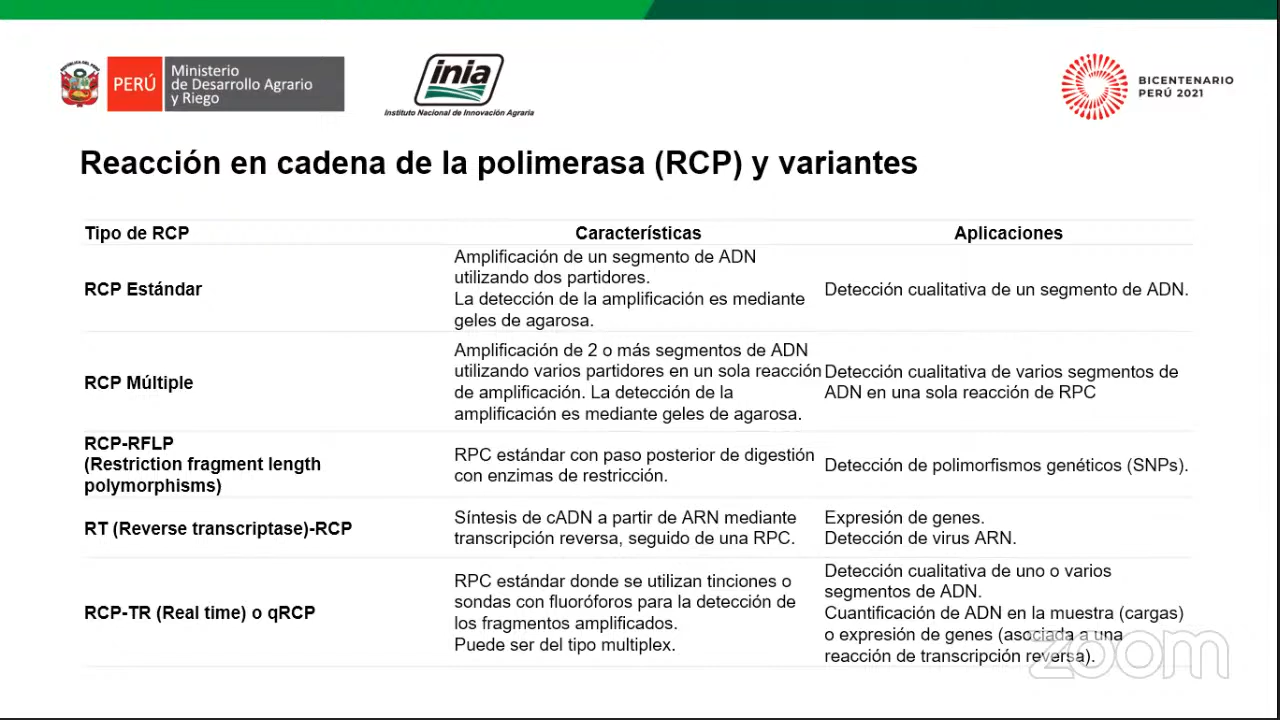 REPÚBLICA DEL PERÚ
PERÚ
Ministerio
de Desarrollo Agrario
y Riego
inia
Instituto Nacional de Innovación Agraria
BICENTENARIO
PERÚ 2021
Reacción en cadena de la polimerasa (RCP) y variantes
Tipo de RCP
Características
Aplicaciones
RCP Estándar
Amplificación de un segmento de ADN
utilizando dos partidores.
La detección de la amplificación es mediante
geles de agarosa.
Detección cualitativa de un segmento de ADN.
RCP Múltiple
Amplificación de 2 o más segmentos de ADN
utilizando varios partidores en un sola reacción
de amplificación. La detección de la
amplificación es mediante geles de agarosa.
Detección cualitativa de varios segmentos de
ADN en una sola reacción de RPC
RCP-RFLP
(Restriction fragment length
polymorphisms)
RPC estándar con paso posterior de digestión
con enzimas de restricción.
Detección de polimorfismos genéticos (SNPs).
RT (Reverse transcriptase)-RCP
Síntesis de cADN a partir de ARN mediante
transcripción reversa, seguido de una RPC.
Expresión de genes.
Detección de virus ARN.
RCP-TR (Real time) o qRCP
RPC estándar donde se utilizan tinciones o
sondas con fluoróforos para la detección de
los fragmentos amplificados.
Puede ser del tipo multiplex.
Detección cualitativa de uno o varios
segmentos de ADN.
Cuantificación de ADN en la muestra (cargas)
o expresión de genes (asociada a una
reacción de transcripción reversa).
zoom